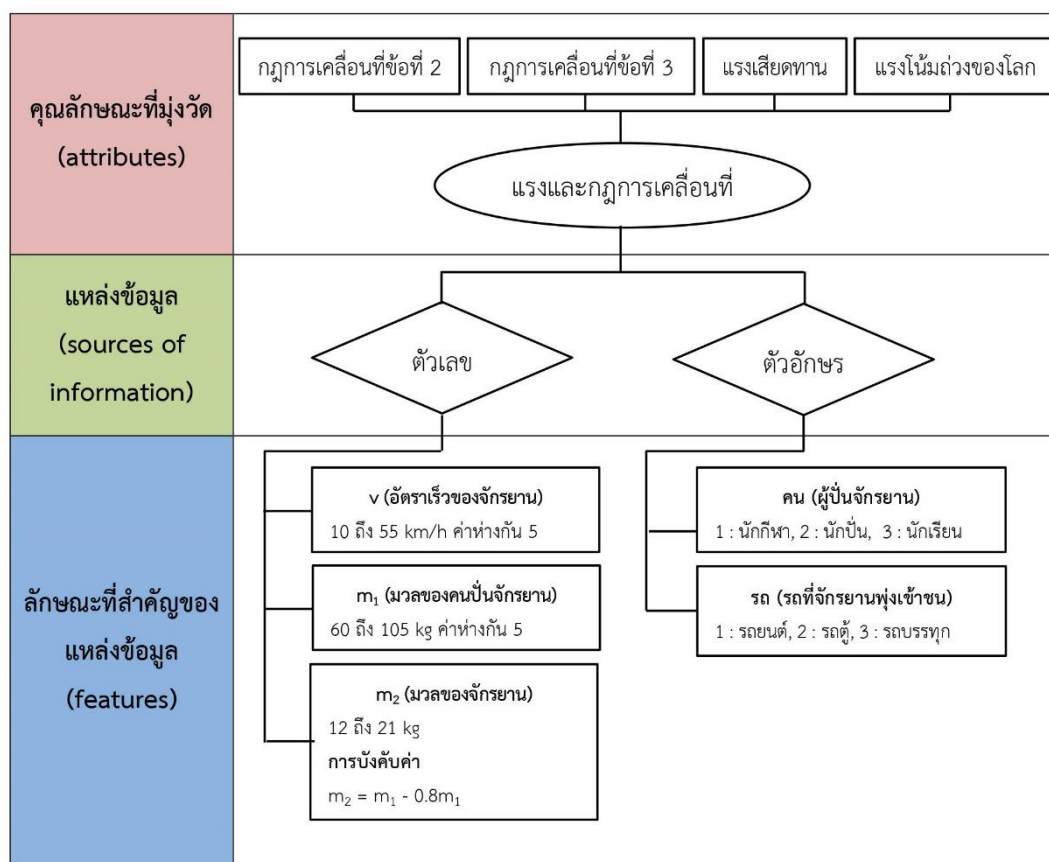 คุณลักษณะที่มุ่งวัด
(attributes)
กฎการเคลื่อนที่ข้อที่ 2
กฎการเคลื่อนที่ข้อที่ 3
แรงเสียดทาน
แรงโน้มถ่วงของโลก
แรงและกฎการเคลื่อนที่
แหล่งข้อมูล
(sources of
information)
ตัวเลข
ตัวอักษร
ลักษณะที่สำคัญของ
แหล่งข้อมูล
(features)
v (อัตราเร็วของจักรยาน)
10 ถึง 55 km/h ค่าห่างกัน 5
m₁ (มวลของคนปั่นจักรยาน)
60 ถึง 105 kg ค่าห่างกัน 5
m₂ (มวลของจักรยาน)
12 ถึง 21 kg
การบังคับค่า
m₂ = m₁ - 0.8m₁
คน (ผู้ปั่นจักรยาน)
1 : นักกีฬา, 2 : นักปั่น, 3 : นักเรียน
รถ (รถที่จักรยานพุ่งเข้าชน)
1 : รถยนต์, 2 : รถตู้, 3 : รถบรรทุก